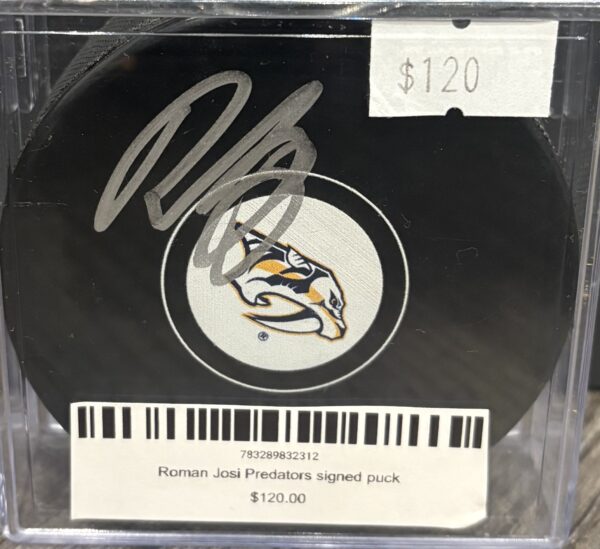 $120
783289832312
Roman Josi Predators signed puck
$120.00